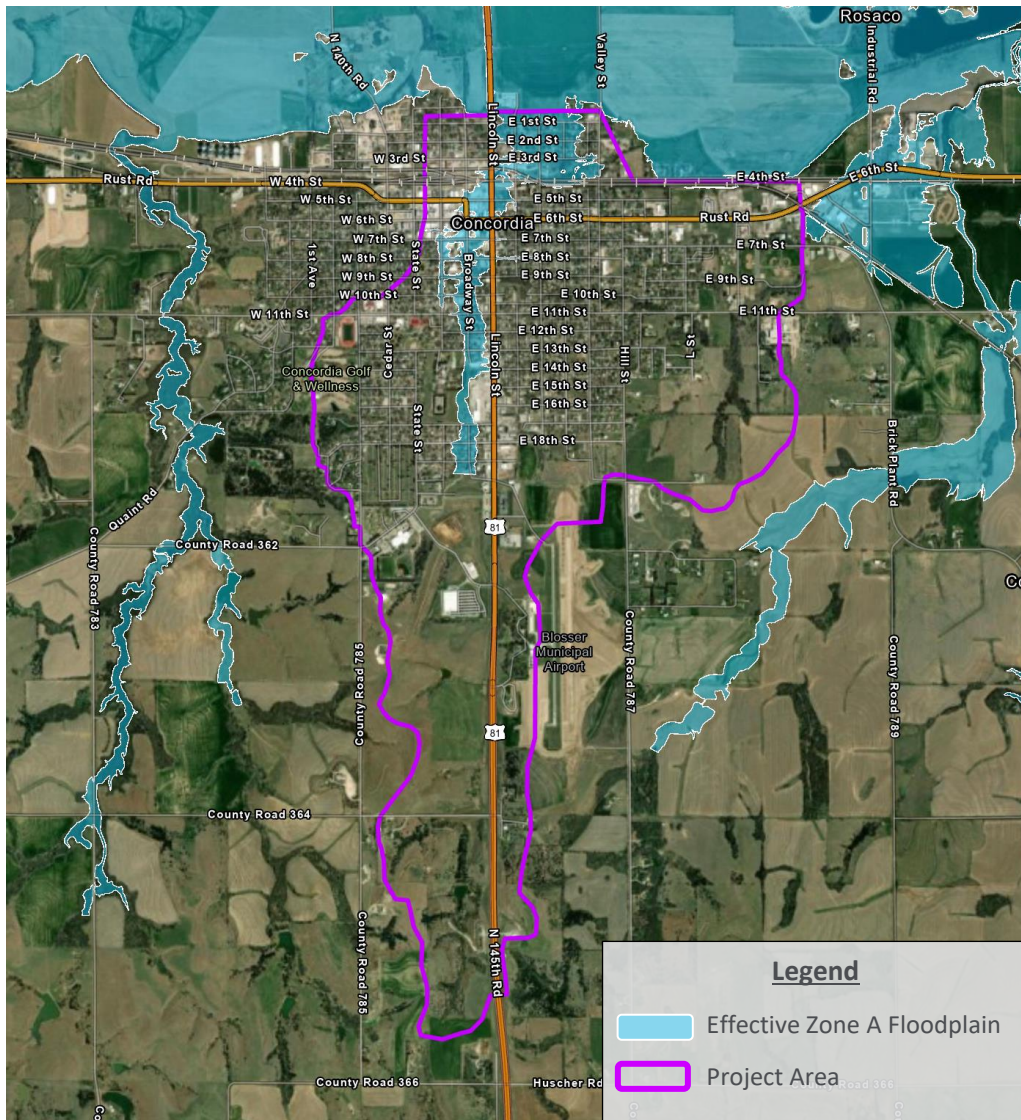 Rosaco
N 140th Rd
Valley St
Industrial Rd
Lincoln St
E 1st St
E 2nd St
W 3rd St
E 3rd St
Rust Rd
W 4th St
E 4th St
E 6th St
W 5th St
E 5th St
W 6th St
Concordia
E 6th St
Rust Rd
W 7th St
E 7th St
E 7th St
1st Ave
State St
W 8th St
Broadway St
E 8th St
W 9th St
E 9th St
E 9th St
W 10th St
E 10th St
W 11th St
E 11th St
E 11th St
Cedar St
E 12th St
Lincoln St
E 13th St
Hill St
L St
Concordia Golf
& Wellness
E 14th St
E 15th St
E 16th St
State St
E 18th St
Brick Plant Rd
Quaint Rd
81
County Road 362
County Road 783
Blosser
Municipal
Airport
County Road 785
County Road 787
County Road 789
81
County Road 364
County Road 785
N 145th Rd
County Road 366
Huscher Rd
Legend
Effective Zone A Floodplain
Project Area
County Road 366